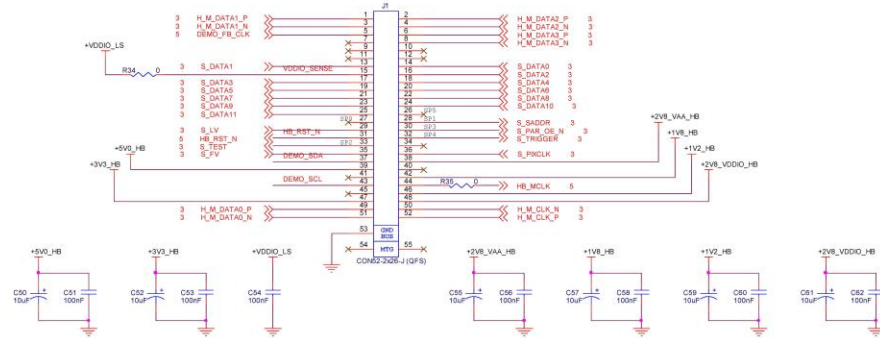 J1
3 H_M_DATA1_P 1 2 H_M_DATA2_P 3
3 H_M_DATA1_N 3 4 H_M_DATA2_N 3
5 DEMO_FB_CLK 5 6 H_M_DATA3_P 3
7 8 H_M_DATA3_N 3
9 10
11 12
+VDDIO_LS
3 S_DATA1 13 14 S_DATA0 3
R34 0 VDDIO_SENSE 15 16 S_DATA2 3
3 S_DATA3 17 18 S_DATA4 3
3 S_DATA5 19 20 S_DATA6 3
3 S_DATA7 21 22 S_DATA8 3
3 S_DATA9 23 24 S_DATA10 3
3 S_DATA11 25 26 SP5
27 28 SP1 S_SADDR 3
3 S_LV 29 30 SP3 S_PAR_OE_N 3
5 HB_RST_N HB_RST_N 31 32 SP4 S_TRIGGER 3
3 S_TEST SP2 33 34
3 S_FV 35 36 S_PIXCLK 3
DEMO_SDA 37 38 +2V8_VAA_HB
+5V0_HB 39 40
41 42 +1V8_HB
DEMO_SCL 43 44 R36 0 HB_MCLK 5
45 46 +1V2_HB
+3V3_HB 47 48 +2V8_VDDIO_HB
3 H_M_DATA0_P 49 50 H_M_CLK_N 3
3 H_M_DATA0_N 51 52 H_M_CLK_P 3
53 GND
BUS
54 MTG 55
CON52-2x26-J (QFS)
+5V0_HB +3V3_HB +VDDIO_LS +2V8_VAA_HB +1V8_HB +1V2_HB +2V8_VDDIO_HB
C50 C51 C52 C53 C54 C55 C56 C57 C58 C59 C60 C61 C62
10uF 100nF 10uF 100nF 100nF 10uF 100nF 10uF 100nF 10uF 100nF 10uF 100nF